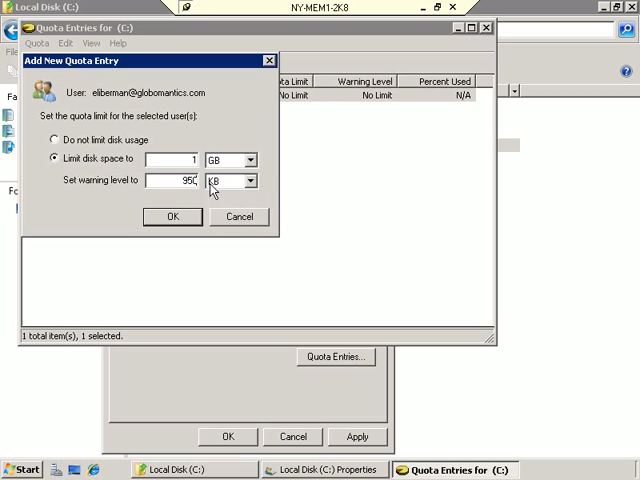 Local Disk (C:)
NY-MEM1-2K8
Quota Entries for (C:)
Quota Edit View Help
Add New Quota Entry
User: eliberman@globomantics.com
Set the quota limit for the selected user(s):
Do not limit disk usage
Limit disk space to 1 GB
Set warning level to 950 KB
OK Cancel
Warning Level Percent Used
No Limit No Limit N/A
1 total item(s), 1 selected.
Quota Entries...
OK Cancel Apply
Start Local Disk (C:) Local Disk (C:) Properties Quota Entries for (C:)